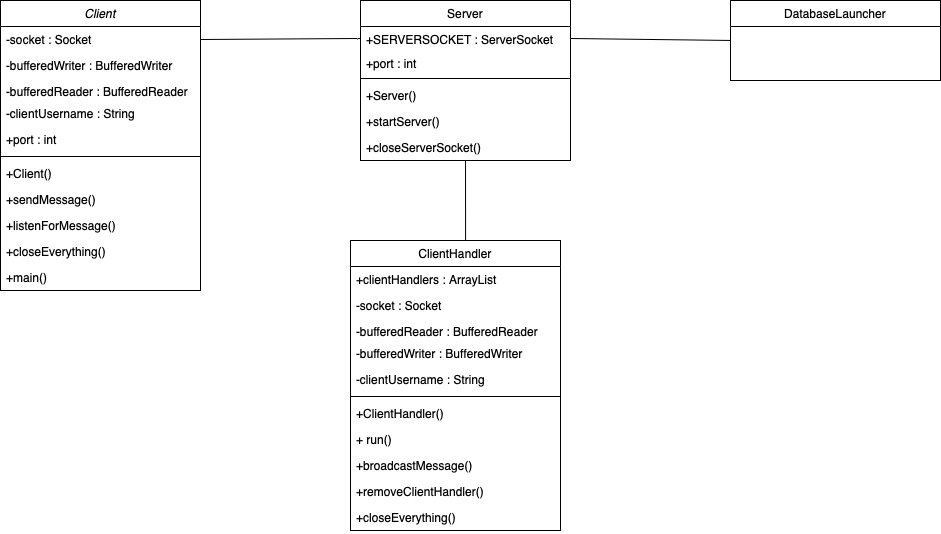 Client
-socket : Socket
-bufferedWriter : BufferedWriter
-bufferedReader : BufferedReader
-clientUsername : String
+port : int
+Client()
+sendMessage()
+listenForMessage()
+closeEverything()
+main()
Server
+SERVERSOCKET : ServerSocket
+port : int
+Server()
+startServer()
+closeServerSocket()
DatabaseLauncher
ClientHandler
+clientHandlers : ArrayList
-socket : Socket
-bufferedReader : BufferedReader
-bufferedWriter : BufferedWriter
-clientUsername : String
+ClientHandler()
+ run()
+broadcastMessage()
+removeClientHandler()
+closeEverything()